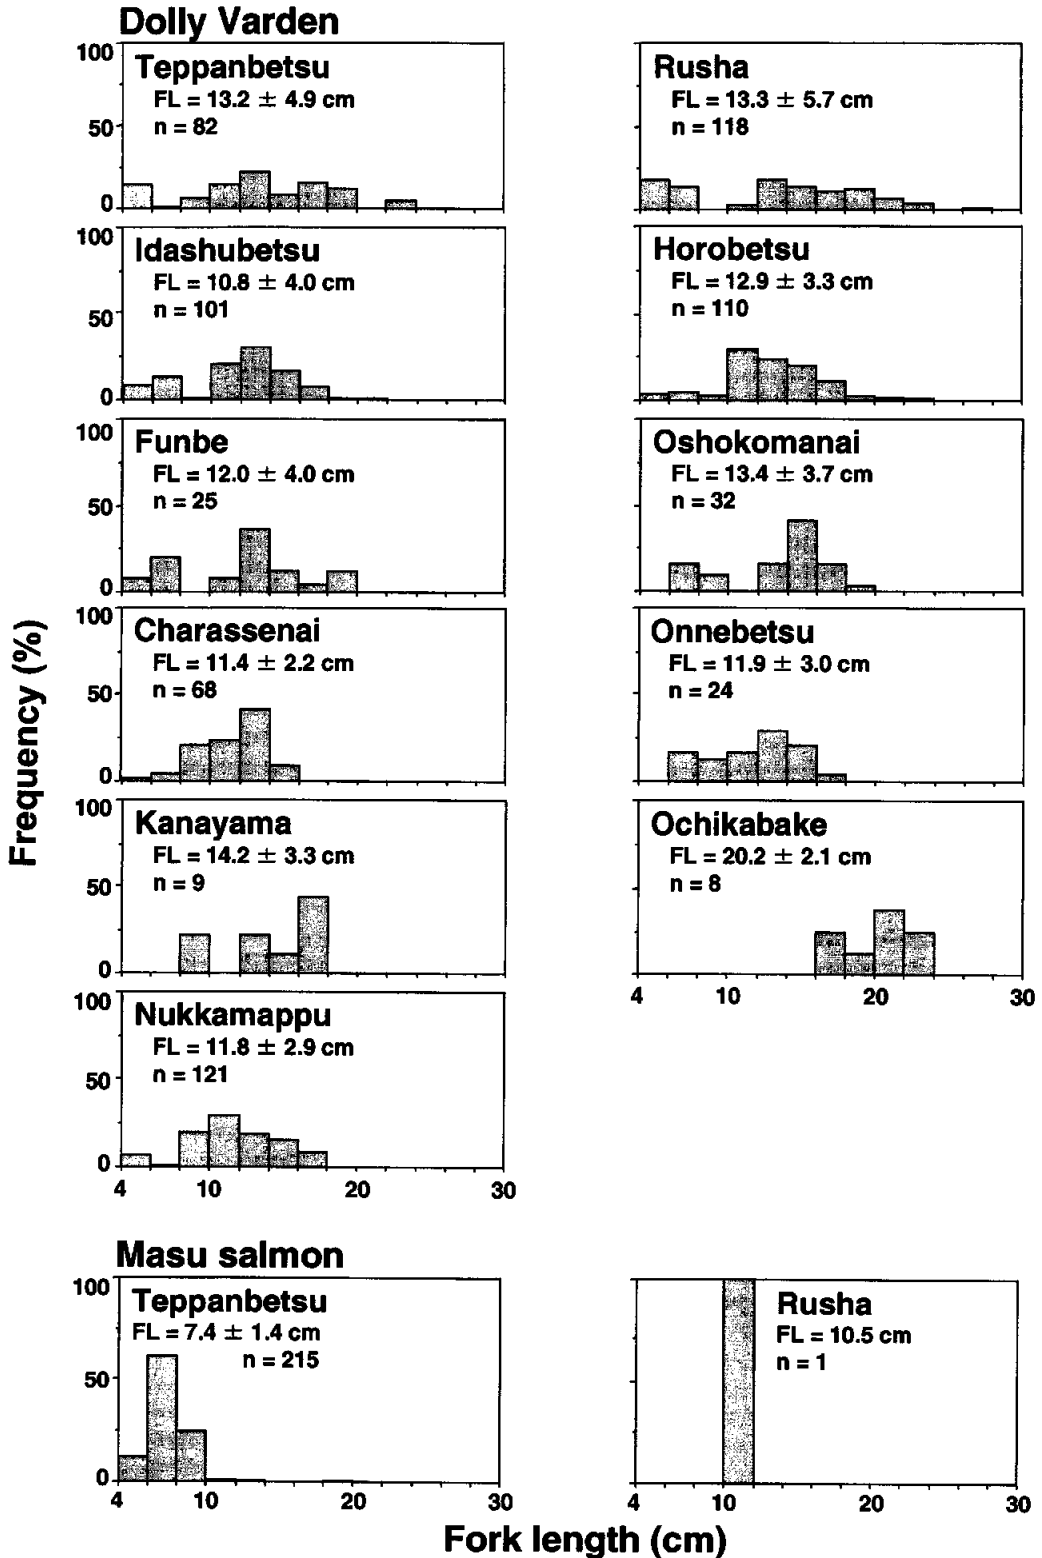 Dolly Varden
Teppanbetsu
FL = 13.2 ± 4.9 cm
n = 82
100
50
0
Rusha
FL = 13.3 ± 5.7 cm
n = 118
Idashubetsu
FL = 10.8 ± 4.0 cm
n = 101
100
50
0
Horobetsu
FL = 12.9 ± 3.3 cm
n = 110
Funbe
FL = 12.0 ± 4.0 cm
n = 25
100
50
0
Oshokomanai
FL = 13.4 ± 3.7 cm
n = 32
Charassenai
FL = 11.4 ± 2.2 cm
n = 68
100
50
0
Onnebetsu
FL = 11.9 ± 3.0 cm
n = 24
Kanayama
FL = 14.2 ± 3.3 cm
n = 9
100
50
0
Ochikabake
FL = 20.2 ± 2.1 cm
n = 8
4 10 20 30
Nukkamappu
FL = 11.8 ± 2.9 cm
n = 121
100
50
0
4 10 20 30
Frequency (%)
Masu salmon
Teppanbetsu
FL = 7.4 ± 1.4 cm
n = 215
100
50
0
4 10 20 30
Rusha
FL = 10.5 cm
n = 1
4 10 20 30
Fork length (cm)